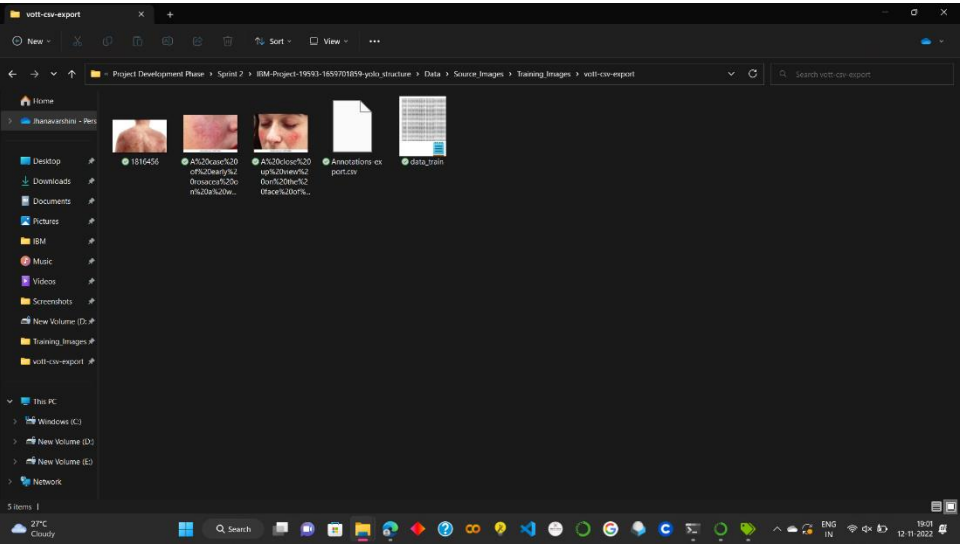 vott-csv-export
New
Sort
View
Project Development Phase
Sprint 2
IBM-Project-19593-1659701859-yolo_structure
Data
Source_Images
Training_Images
vott-csv-export
Search vott-csv-export
Home
Jhanavarshini - Pers
Desktop
Downloads
Documents
Pictures
IBM
Music
Videos
Screenshots
New Volume (D:
Training_Images
vott-csv-export
This PC
Windows (C:)
New Volume (D:)
New Volume (E:)
Network
1816456
A%20case%20
of%20early%2
0rosacea%20o
n%20a%20w...
A%20close%20
up%20view%2
0on%20the%2
0face%20of%...
Annotations-ex
port.csv
data_train
5 items
27°C
Cloudy
Search
ENG
IN
19:01
12-11-2022